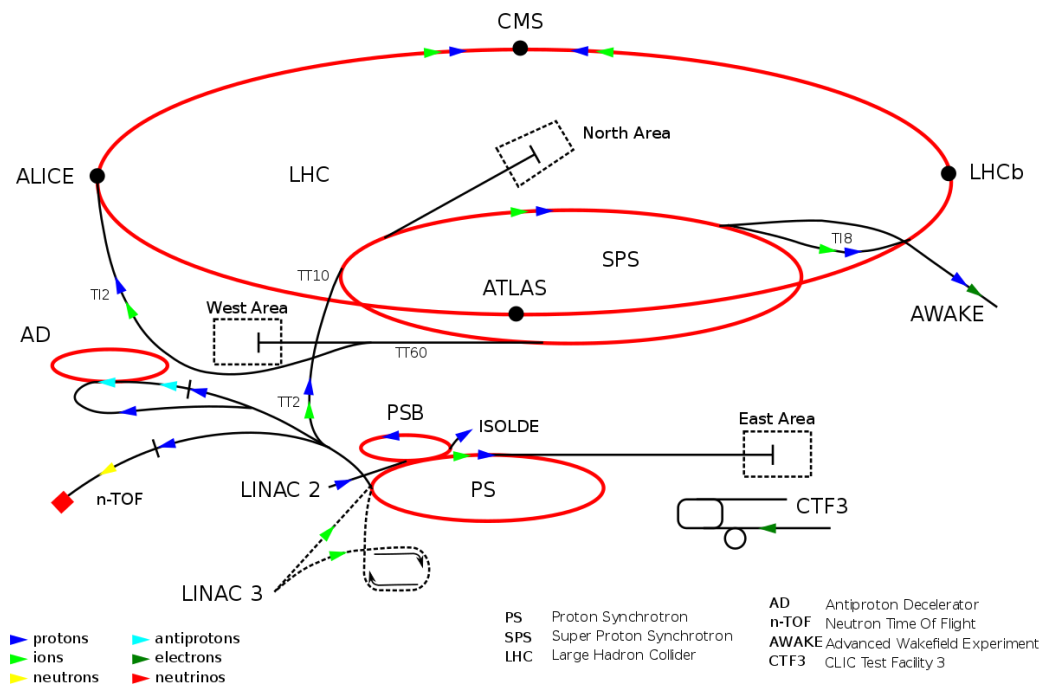 CMS
North Area
ALICE
LHC
LHCb
TI8
SPS
TT10
ATLAS
TI2
West Area
AWAKE
AD
TT60
TT2
PSB
ISOLDE
East Area
LINAC 2
PS
n-TOF
CTF3
LINAC 3
protons
ions
neutrons
antiprotons
electrons
neutrinos
PS Proton Synchrotron
SPS Super Proton Synchrotron
LHC Large Hadron Collider
AD Antiproton Decelerator
n-TOF Neutron Time Of Flight
AWAKE Advanced Wakefield Experiment
CTF3 CLIC Test Facility 3